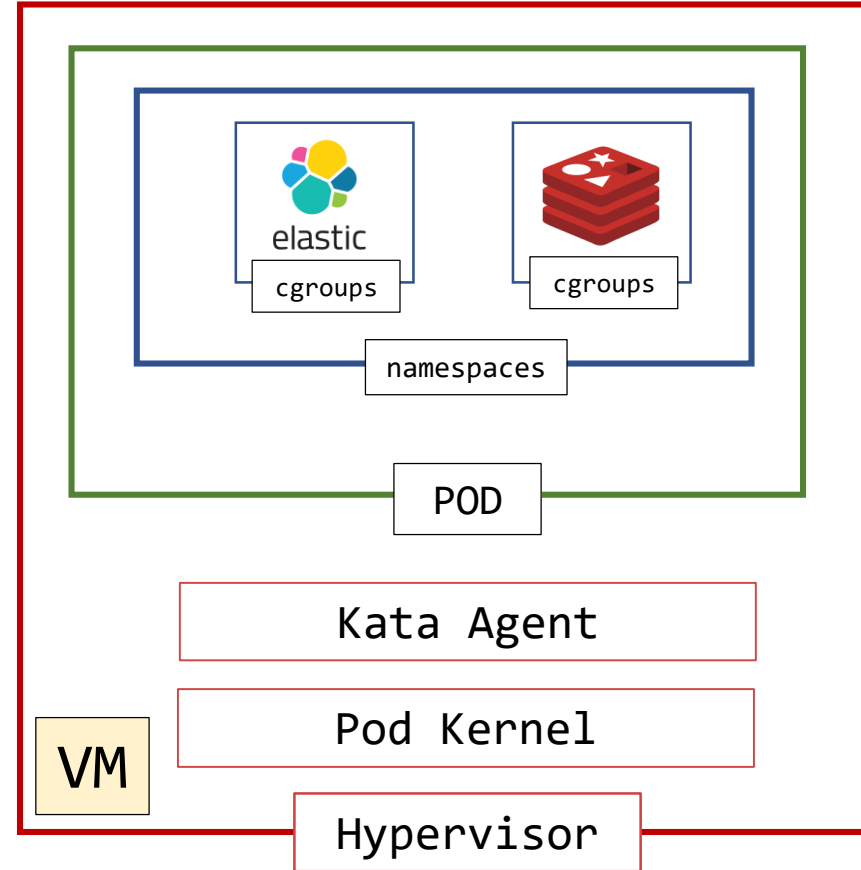 elastic
cgroups
cgroups
namespaces
POD
Kata Agent
Pod Kernel
VM
Hypervisor